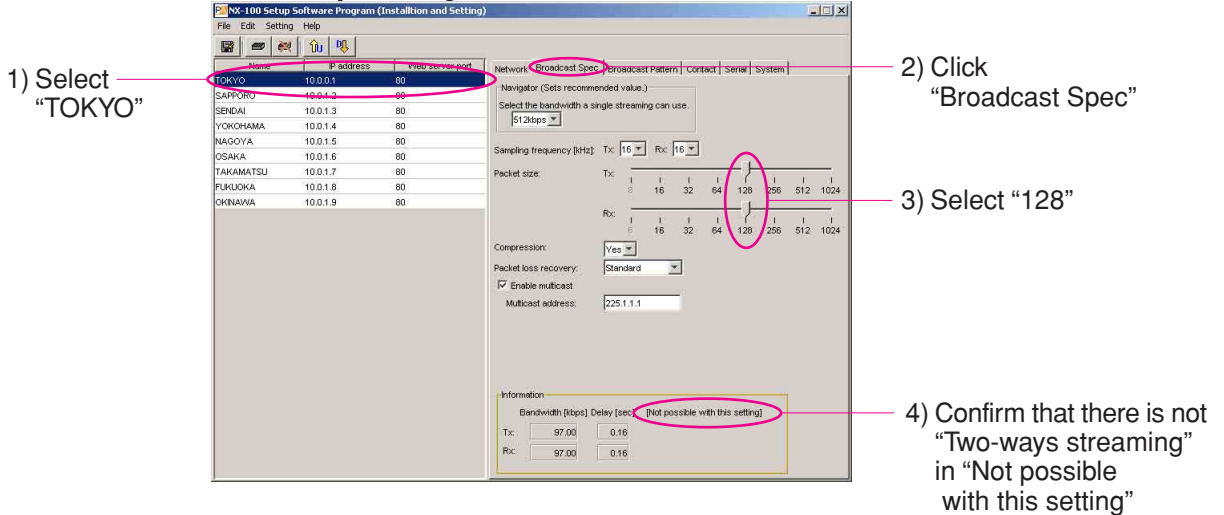 NX-100 Setup Software Program (Installtion and Setting)
File Edit Setting Help
Name IP address Web server port
TOKYO 10.0.0.1 80
SAPPORO 10.0.1.2 80
SENDAI 10.0.1.3 80
YOKOHAMA 10.0.1.4 80
NAGOYA 10.0.1.5 80
OSAKA 10.0.1.6 80
TAKAMATSU 10.0.1.7 80
FUKUOKA 10.0.1.8 80
OKINAWA 10.0.1.9 80
Network Broadcast Spec Broadcast Pattern Contact Serial System
Navigator (Sets recommended value.)
Select the bandwidth a single streaming can use.
512kbps
Sampling frequency [kHz]: Tx: 16 Rx: 16
Packet size: Tx:
8 16 32 64 128 256 512 1024
Rx:
8 16 32 64 128 256 512 1024
Compression: Yes
Packet loss recovery: Standard
Enable multicast
Multicast address: 225.1.1.1
Information
Bandwidth [kbps] Delay [sec] [Not possible with this setting]
Tx: 97.00 0.16
Rx: 97.00 0.16
1) Select
“TOKYO”
2) Click
“Broadcast Spec”
3) Select “128”
4) Confirm that there is not
“Two-ways streaming”
in “Not possible
with this setting”